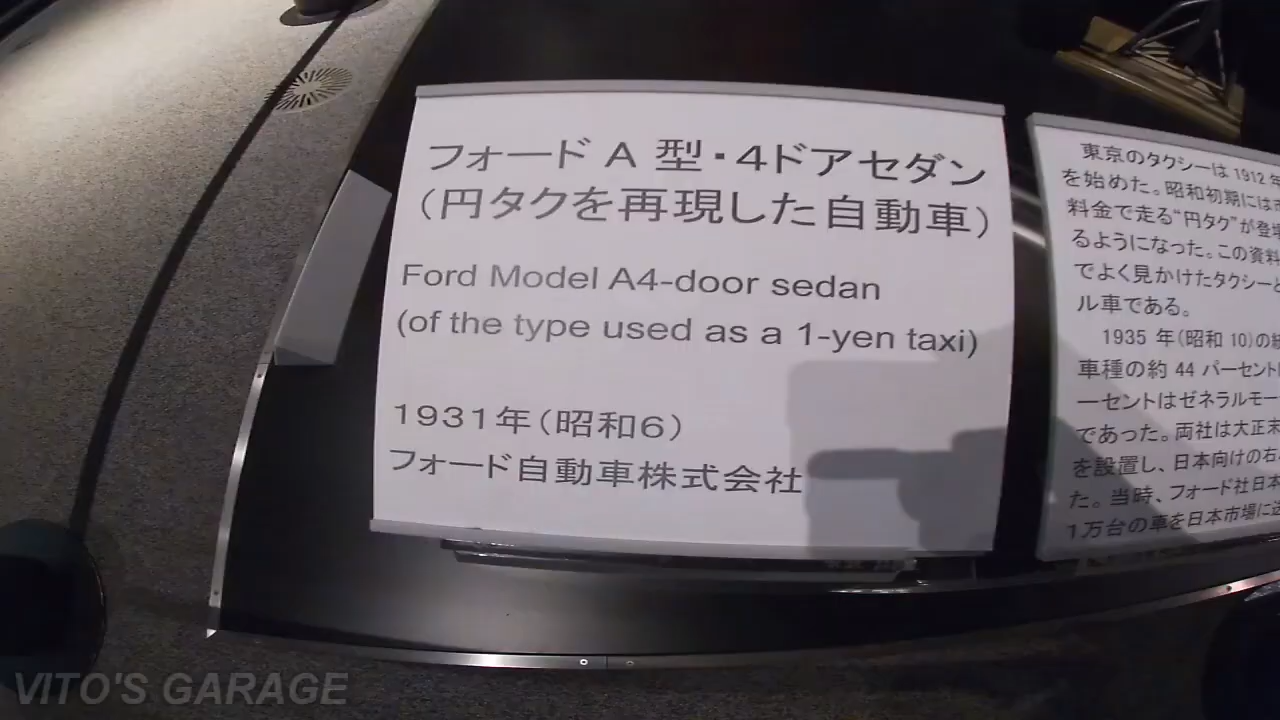 フォード A 型・4ドアセダン
(円タクを再現した自動車)
Ford Model A4-door sedan
(of the type used as a 1-yen taxi)
1931年(昭和6)
フォード自動車株式会社
東京のタクシーは 1912 年
を始めた。昭和初期には市
料金で走る“円タク”が登場
るようになった。この資料
でよく見かけたタクシーと
ル車である。
1935 年(昭和 10)の
車種の約 44 パーセント
ーセントはゼネラルモー
であった。両社は大正末
を設置し、日本向けの右
た。当時、フォード社日本
1万台の車を日本市場に
VITO'S GARAGE